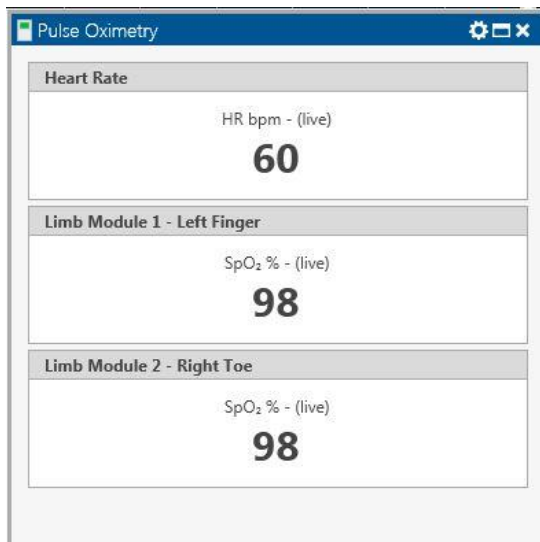 Pulse Oximetry
Heart Rate
HR bpm - (live)
60
Limb Module 1 - Left Finger
SpO₂ % - (live)
98
Limb Module 2 - Right Toe
SpO₂ % - (live)
98